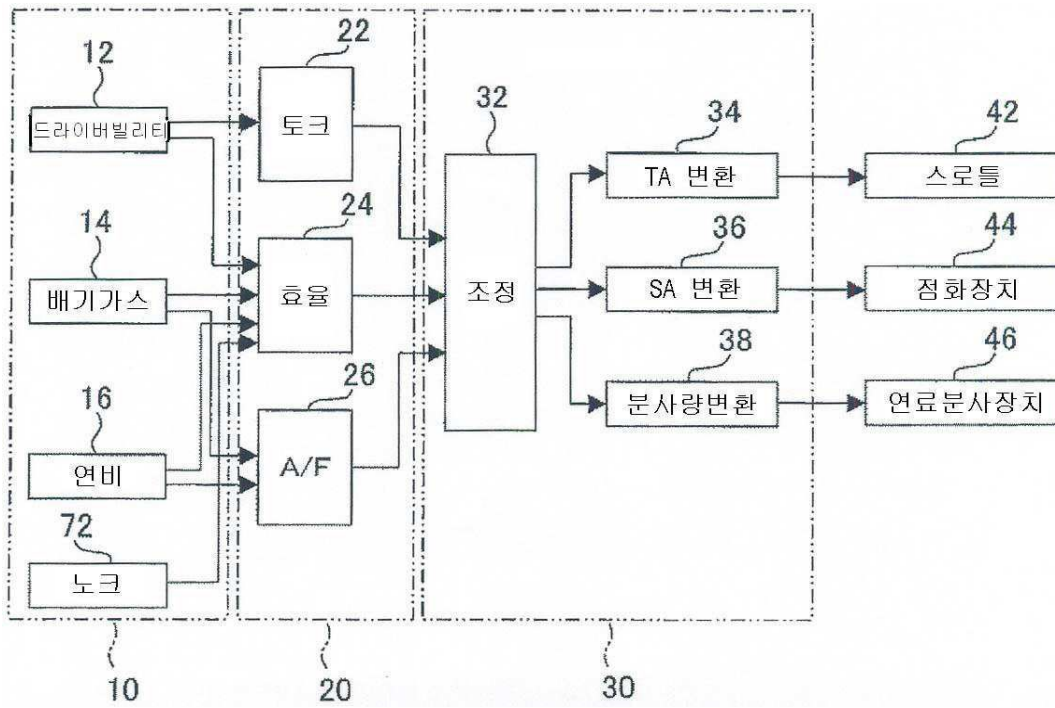 12
드라이버빌리티
14
배기가스
16
연비
72
노크
10
22
토크
24
효율
26
A/F
20
32
조정
34
TA 변환
36
SA 변환
38
분사량변환
30
42
스로틀
44
점화장치
46
연료분사장치